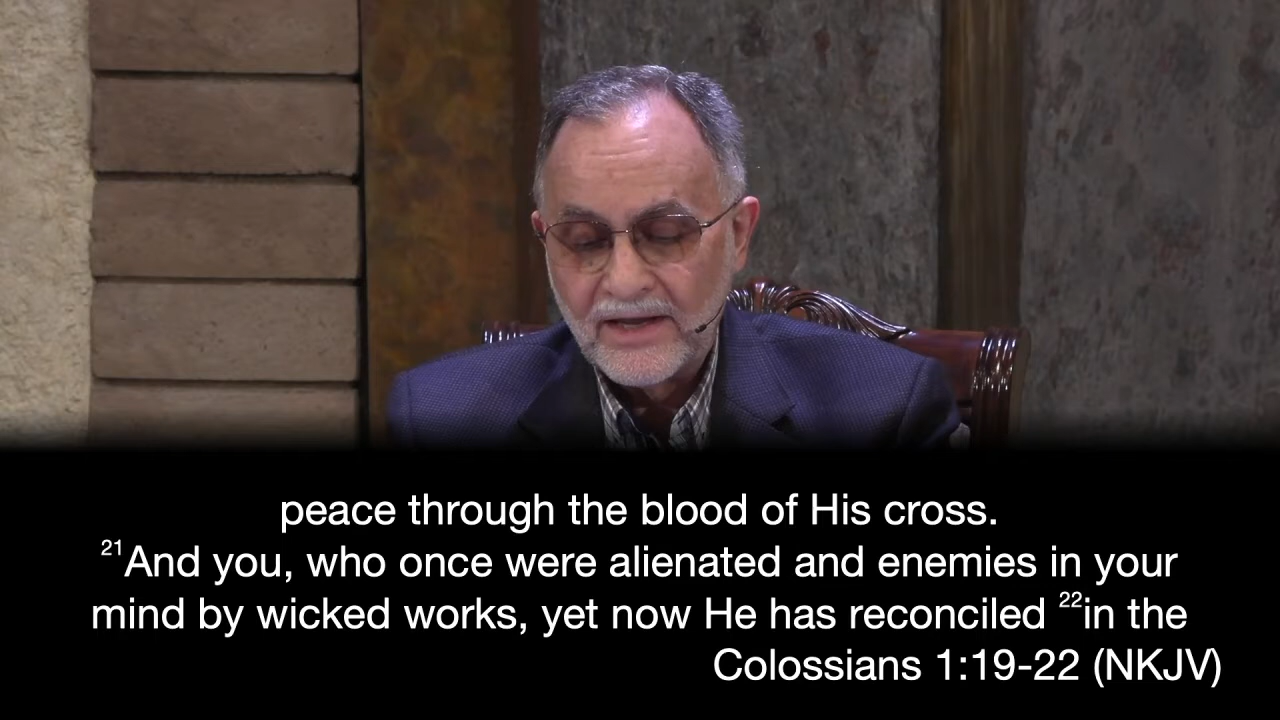 peace through the blood of His cross.
²¹And you, who once were alienated and enemies in your
mind by wicked works, yet now He has reconciled ²²in the
Colossians 1:19-22 (NKJV)